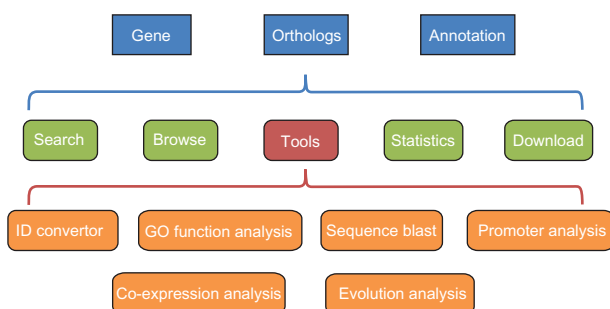 Gene
Orthologs
Annotation
Search
Browse
Tools
Statistics
Download
ID convertor
GO function analysis
Sequence blast
Promoter analysis
Co-expression analysis
Evolution analysis